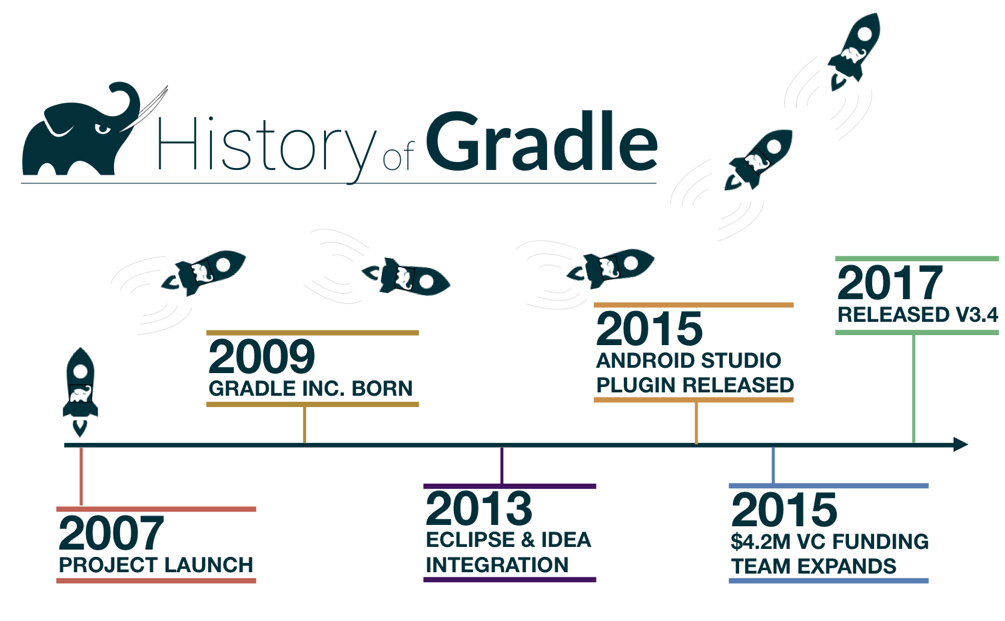 History of Gradle
2007
PROJECT LAUNCH
2009
GRADLE INC. BORN
2013
ECLIPSE & IDEA
INTEGRATION
2015
ANDROID STUDIO
PLUGIN RELEASED
2015
$4.2M VC FUNDING
TEAM EXPANDS
2017
RELEASED V3.4